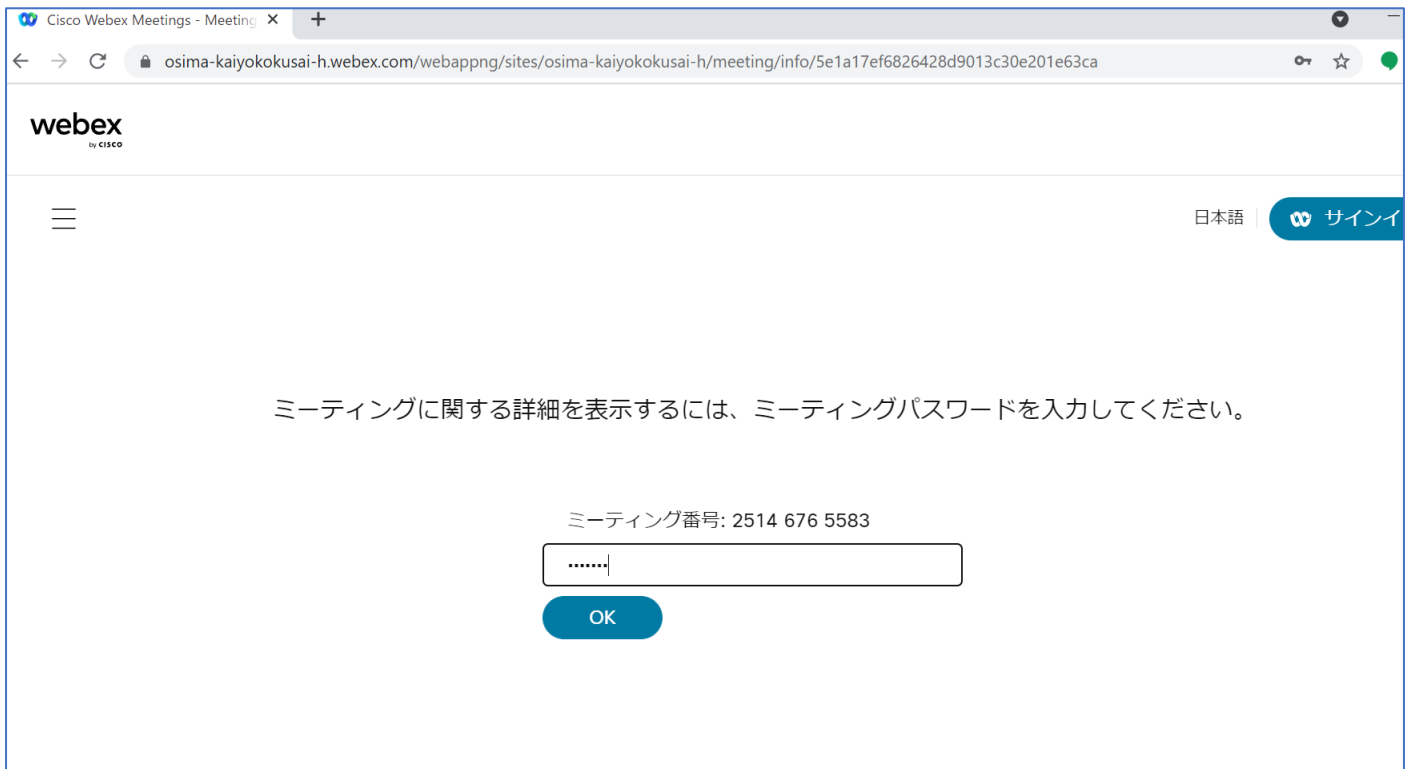 Cisco Webex Meetings - Meeting
osima-kaiyokokusai-h.webex.com/webappng/sites/osima-kaiyokokusai-h/meeting/info/5e1a17ef6826428d9013c30e201e63ca
webex
by CISCO
日本語 サインイ
ミーティングに関する詳細を表示するには、ミーティングパスワードを入力してください。
ミーティング番号: 2514 676 5583
•••••••
OK